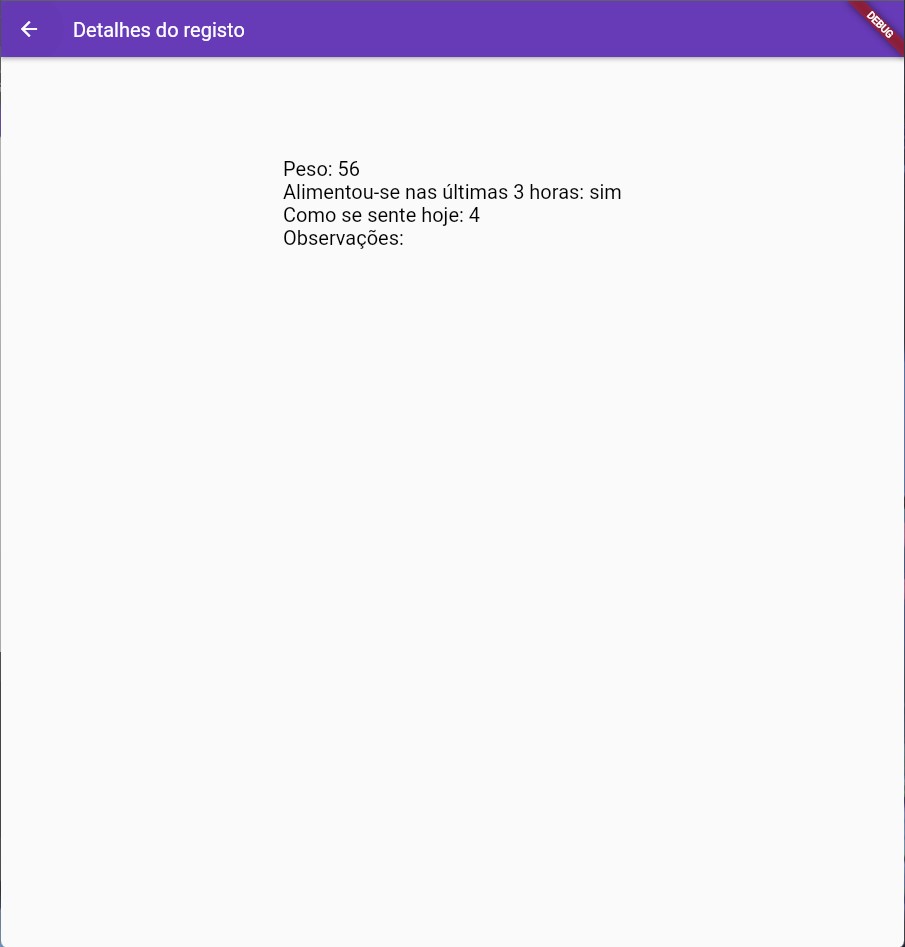 Detalhes do registo
DEBUG
Peso: 56
Alimentou-se nas últimas 3 horas: sim
Como se sente hoje: 4
Observações: